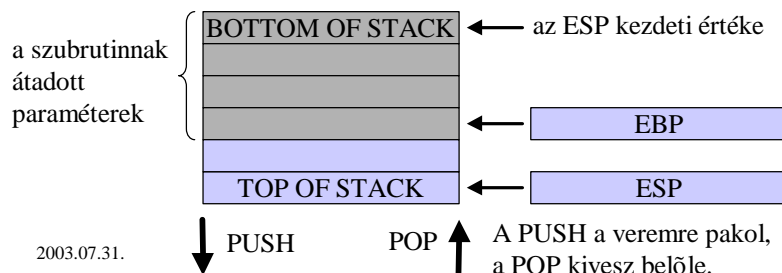 BOTTOM OF STACK
az ESP kezdeti értéke
a szubrutinnak
átadott
paraméterek
EBP
TOP OF STACK
ESP
2003.07.31.
PUSH
POP
A PUSH a veremre pakol,
a POP kivesz belõle.